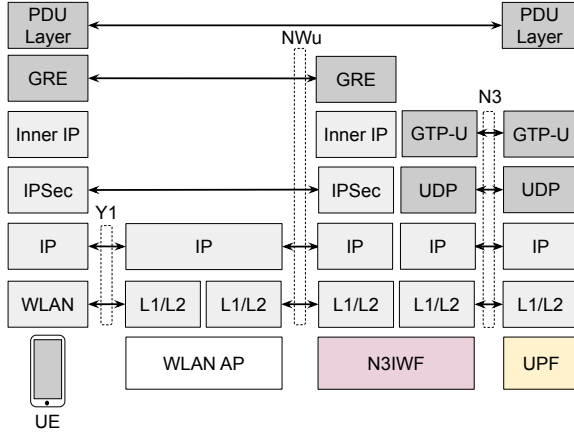 PDU
Layer
PDU
Layer
NWu
GRE
GRE
N3
Inner IP
Inner IP
GTP-U
GTP-U
IPSec
IPSec
UDP
UDP
Y1
IP
IP
IP
IP
IP
WLAN
L1/L2
L1/L2
L1/L2
L1/L2
L1/L2
WLAN AP
N3IWF
UPF
UE